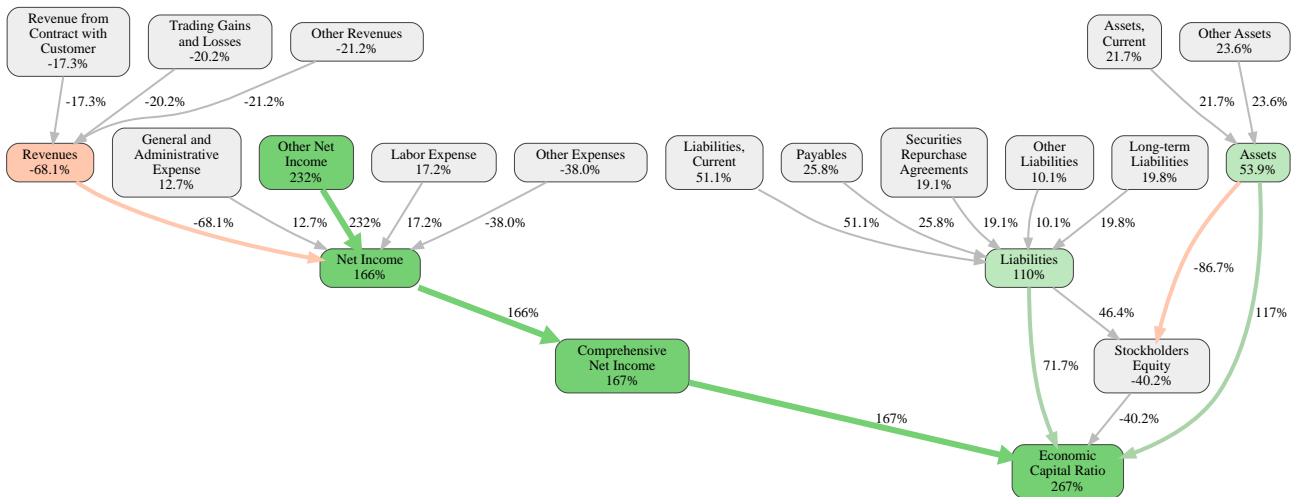 Revenue from
Contract with
Customer
-17.3%
Trading Gains
and Losses
-20.2%
Other Revenues
-21.2%
Assets,
Current
21.7%
Other Assets
23.6%
-17.3%
-20.2%
-21.2%
21.7%
23.6%
Revenues
-68.1%
General and
Administrative
Expense
12.7%
Other Net
Income
232%
Labor Expense
17.2%
Other Expenses
-38.0%
Liabilities,
Current
51.1%
Payables
25.8%
Securities
Repurchase
Agreements
19.1%
Other
Liabilities
10.1%
Long-term
Liabilities
19.8%
Assets
53.9%
-68.1%
12.7%
232%
17.2%
-38.0%
51.1%
25.8%
19.1%
10.1%
19.8%
Net Income
166%
Liabilities
110%
-86.7%
166%
46.4%
117%
Comprehensive
Net Income
167%
71.7%
Stockholders
Equity
-40.2%
167%
-40.2%
Economic
Capital Ratio
267%